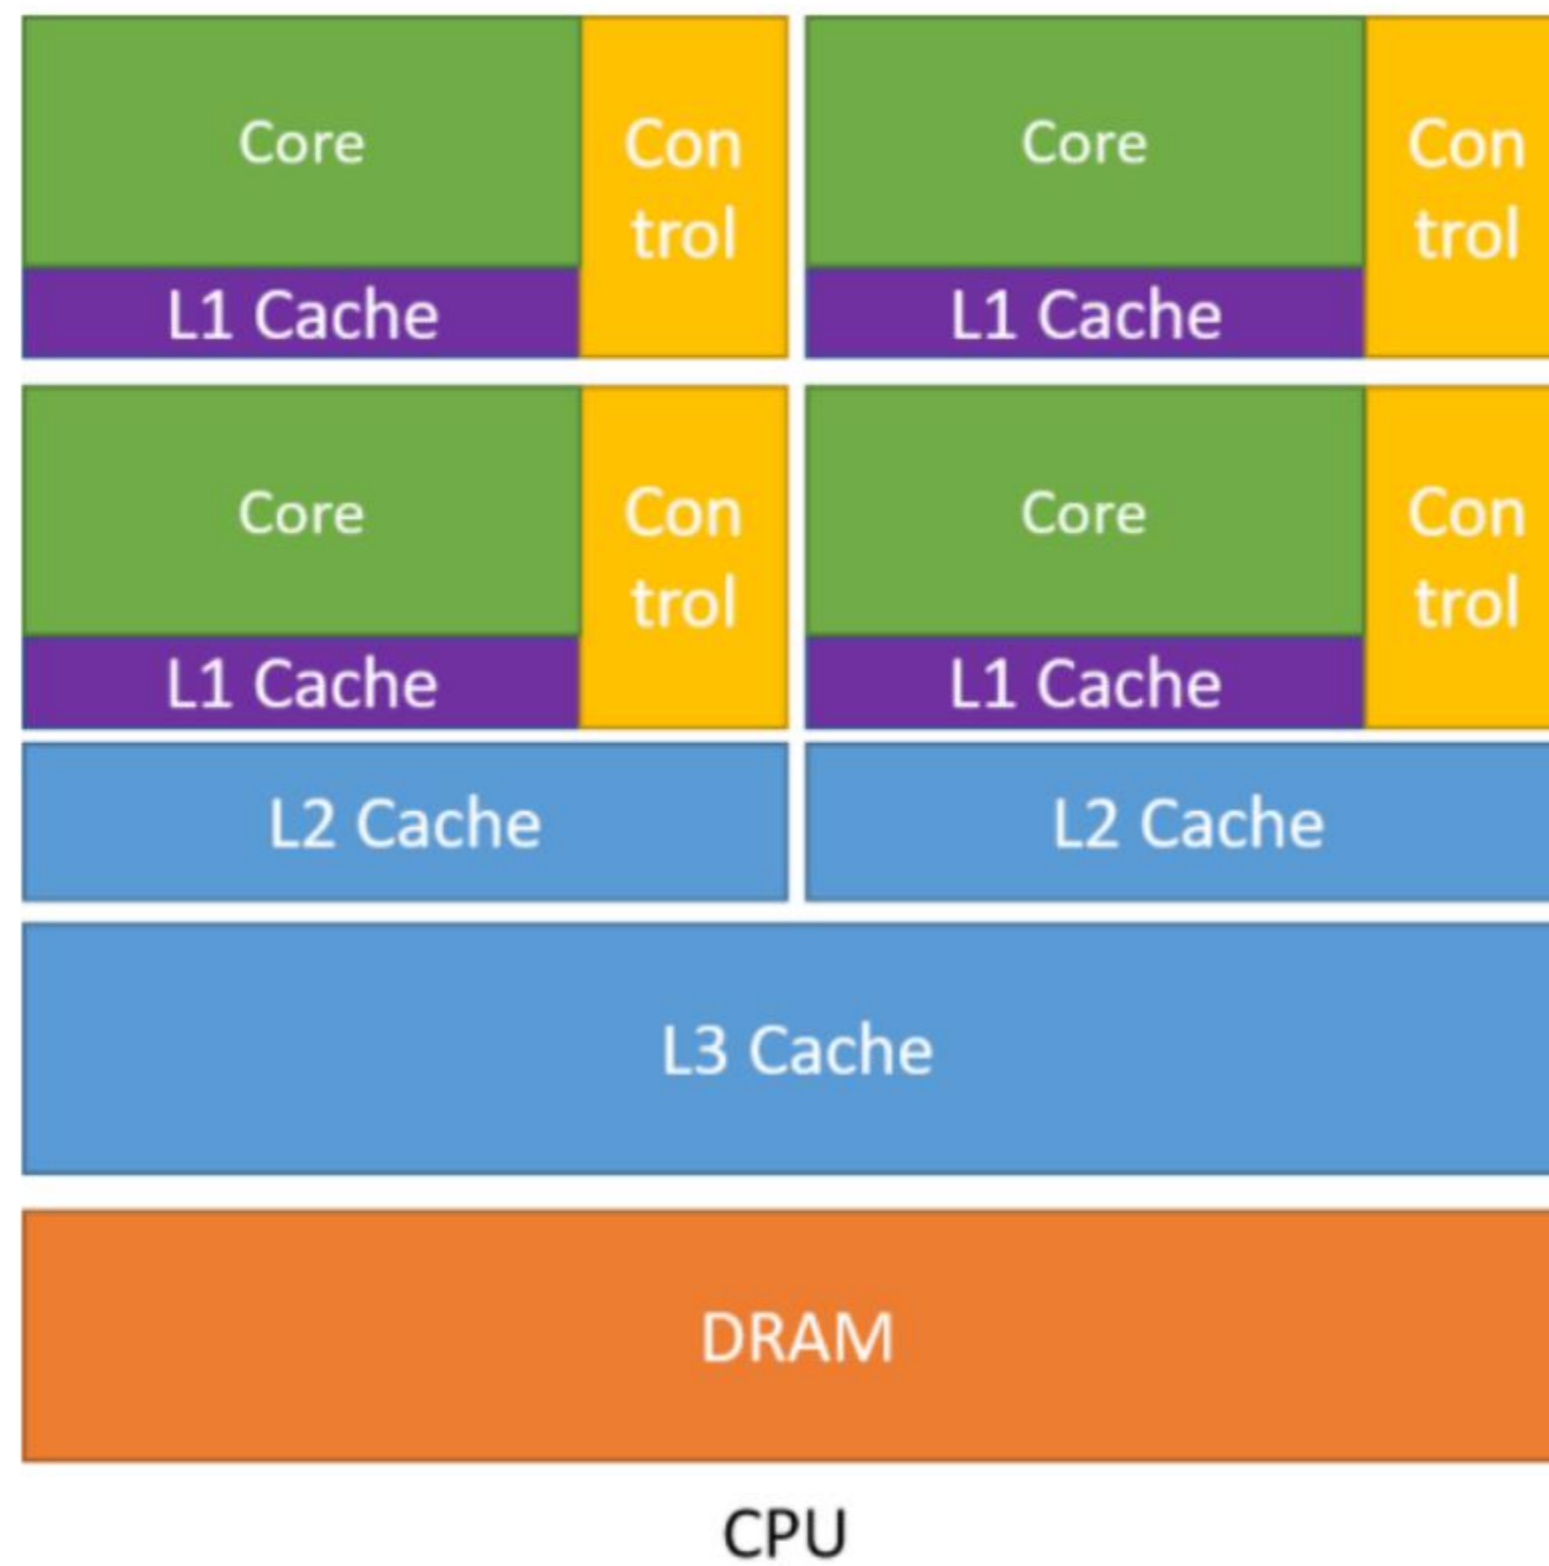 Core
Con
trol
Core
Con
trol
L1 Cache
L1 Cache
Core
Con
trol
Core
Con
trol
L1 Cache
L1 Cache
L2 Cache
L2 Cache
L3 Cache
DRAM
CPU